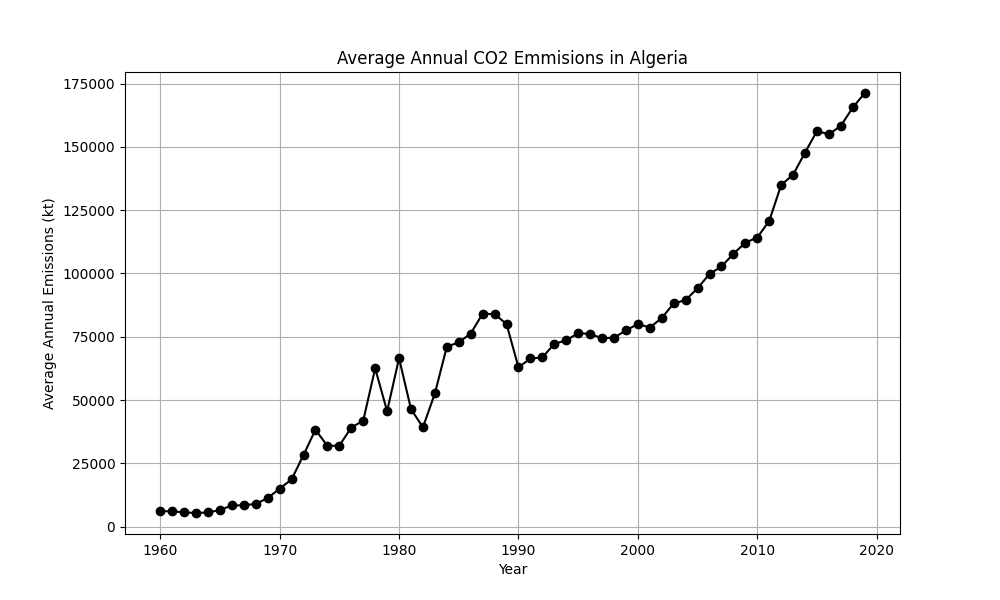 Average Annual CO2 Emmisions in Algeria
175000
150000
125000
100000
75000
50000
25000
0
Average Annual Emissions (kt)
1960 1970 1980 1990 2000 2010 2020
Year